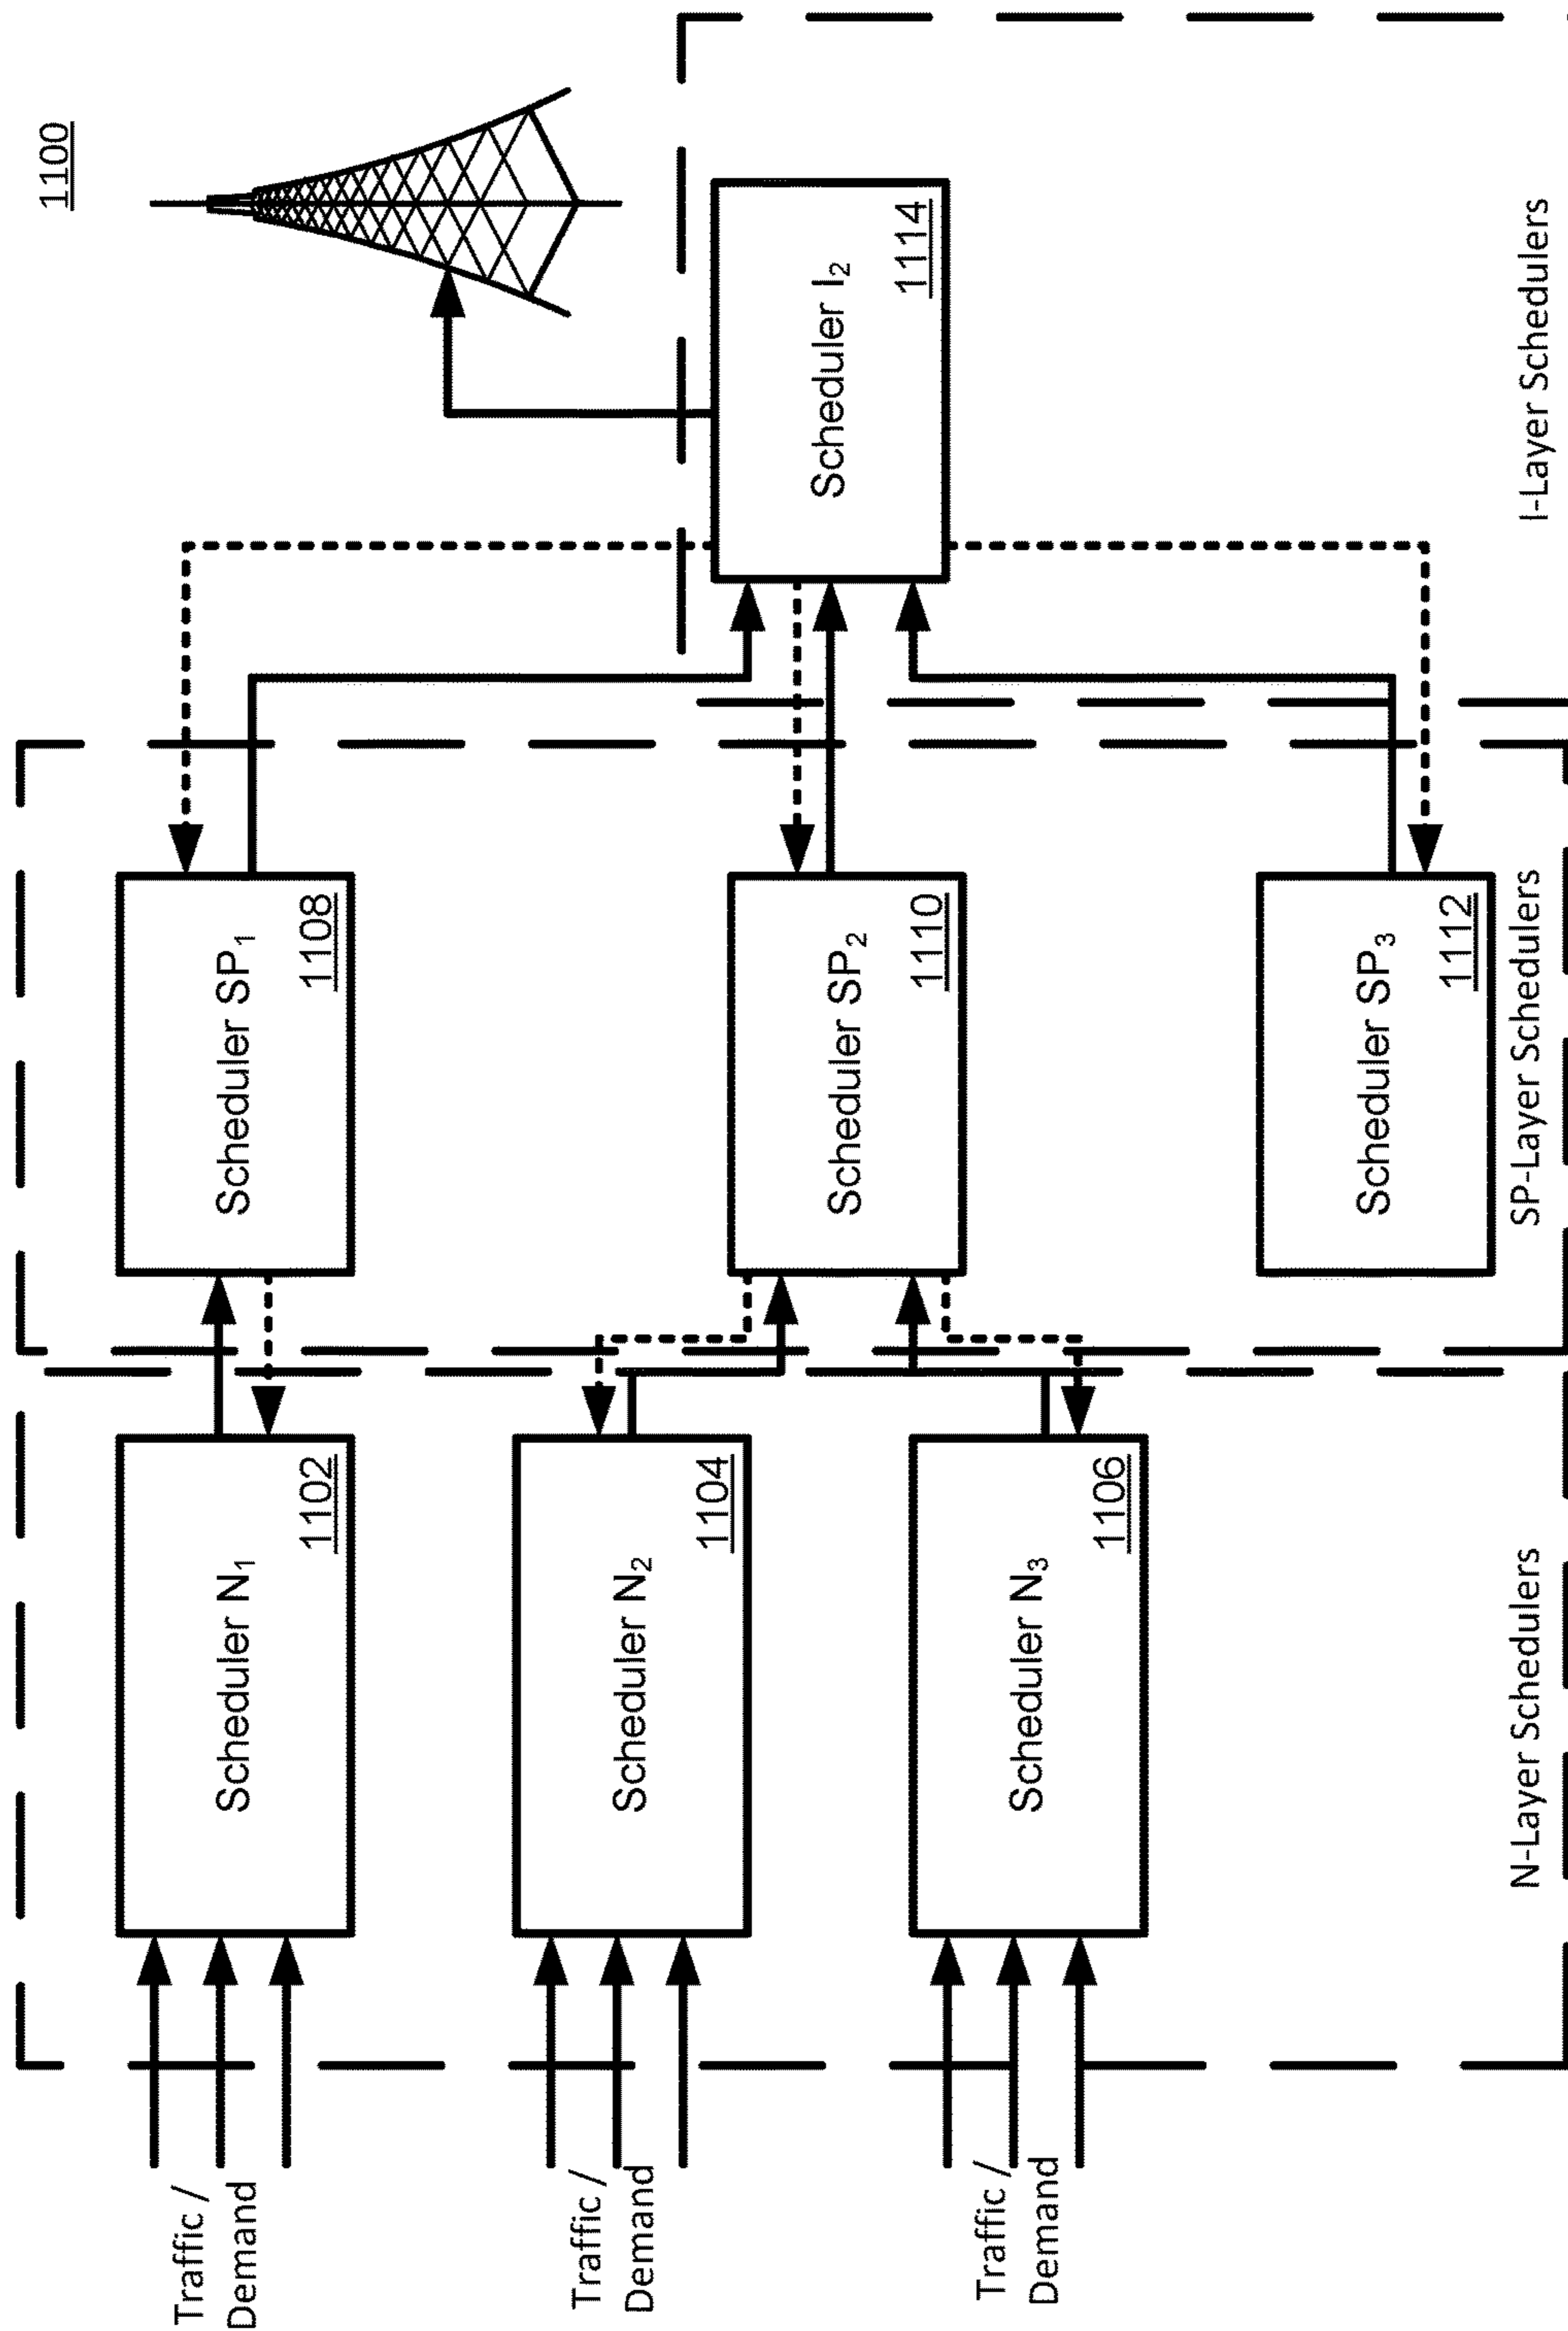 1100
Traffic /
Demand
Scheduler N₁
1102
Scheduler SP₁
1108
Traffic /
Demand
Scheduler N₂
1104
Scheduler SP₂
1110
Scheduler I₂
1114
Traffic /
Demand
Scheduler N₃
1106
Scheduler SP₃
1112
N-Layer Schedulers
SP-Layer Schedulers
I-Layer Schedulers